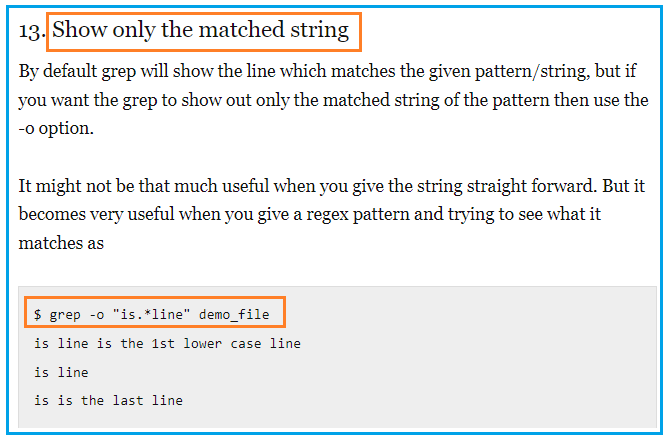 13. Show only the matched string
By default grep will show the line which matches the given pattern/string, but if
you want the grep to show out only the matched string of the pattern then use the
-o option.
It might not be that much useful when you give the string straight forward. But it
becomes very useful when you give a regex pattern and trying to see what it
matches as
$ grep -o "is.*line" demo_file
is line is the 1st lower case line
is line
is is the last line